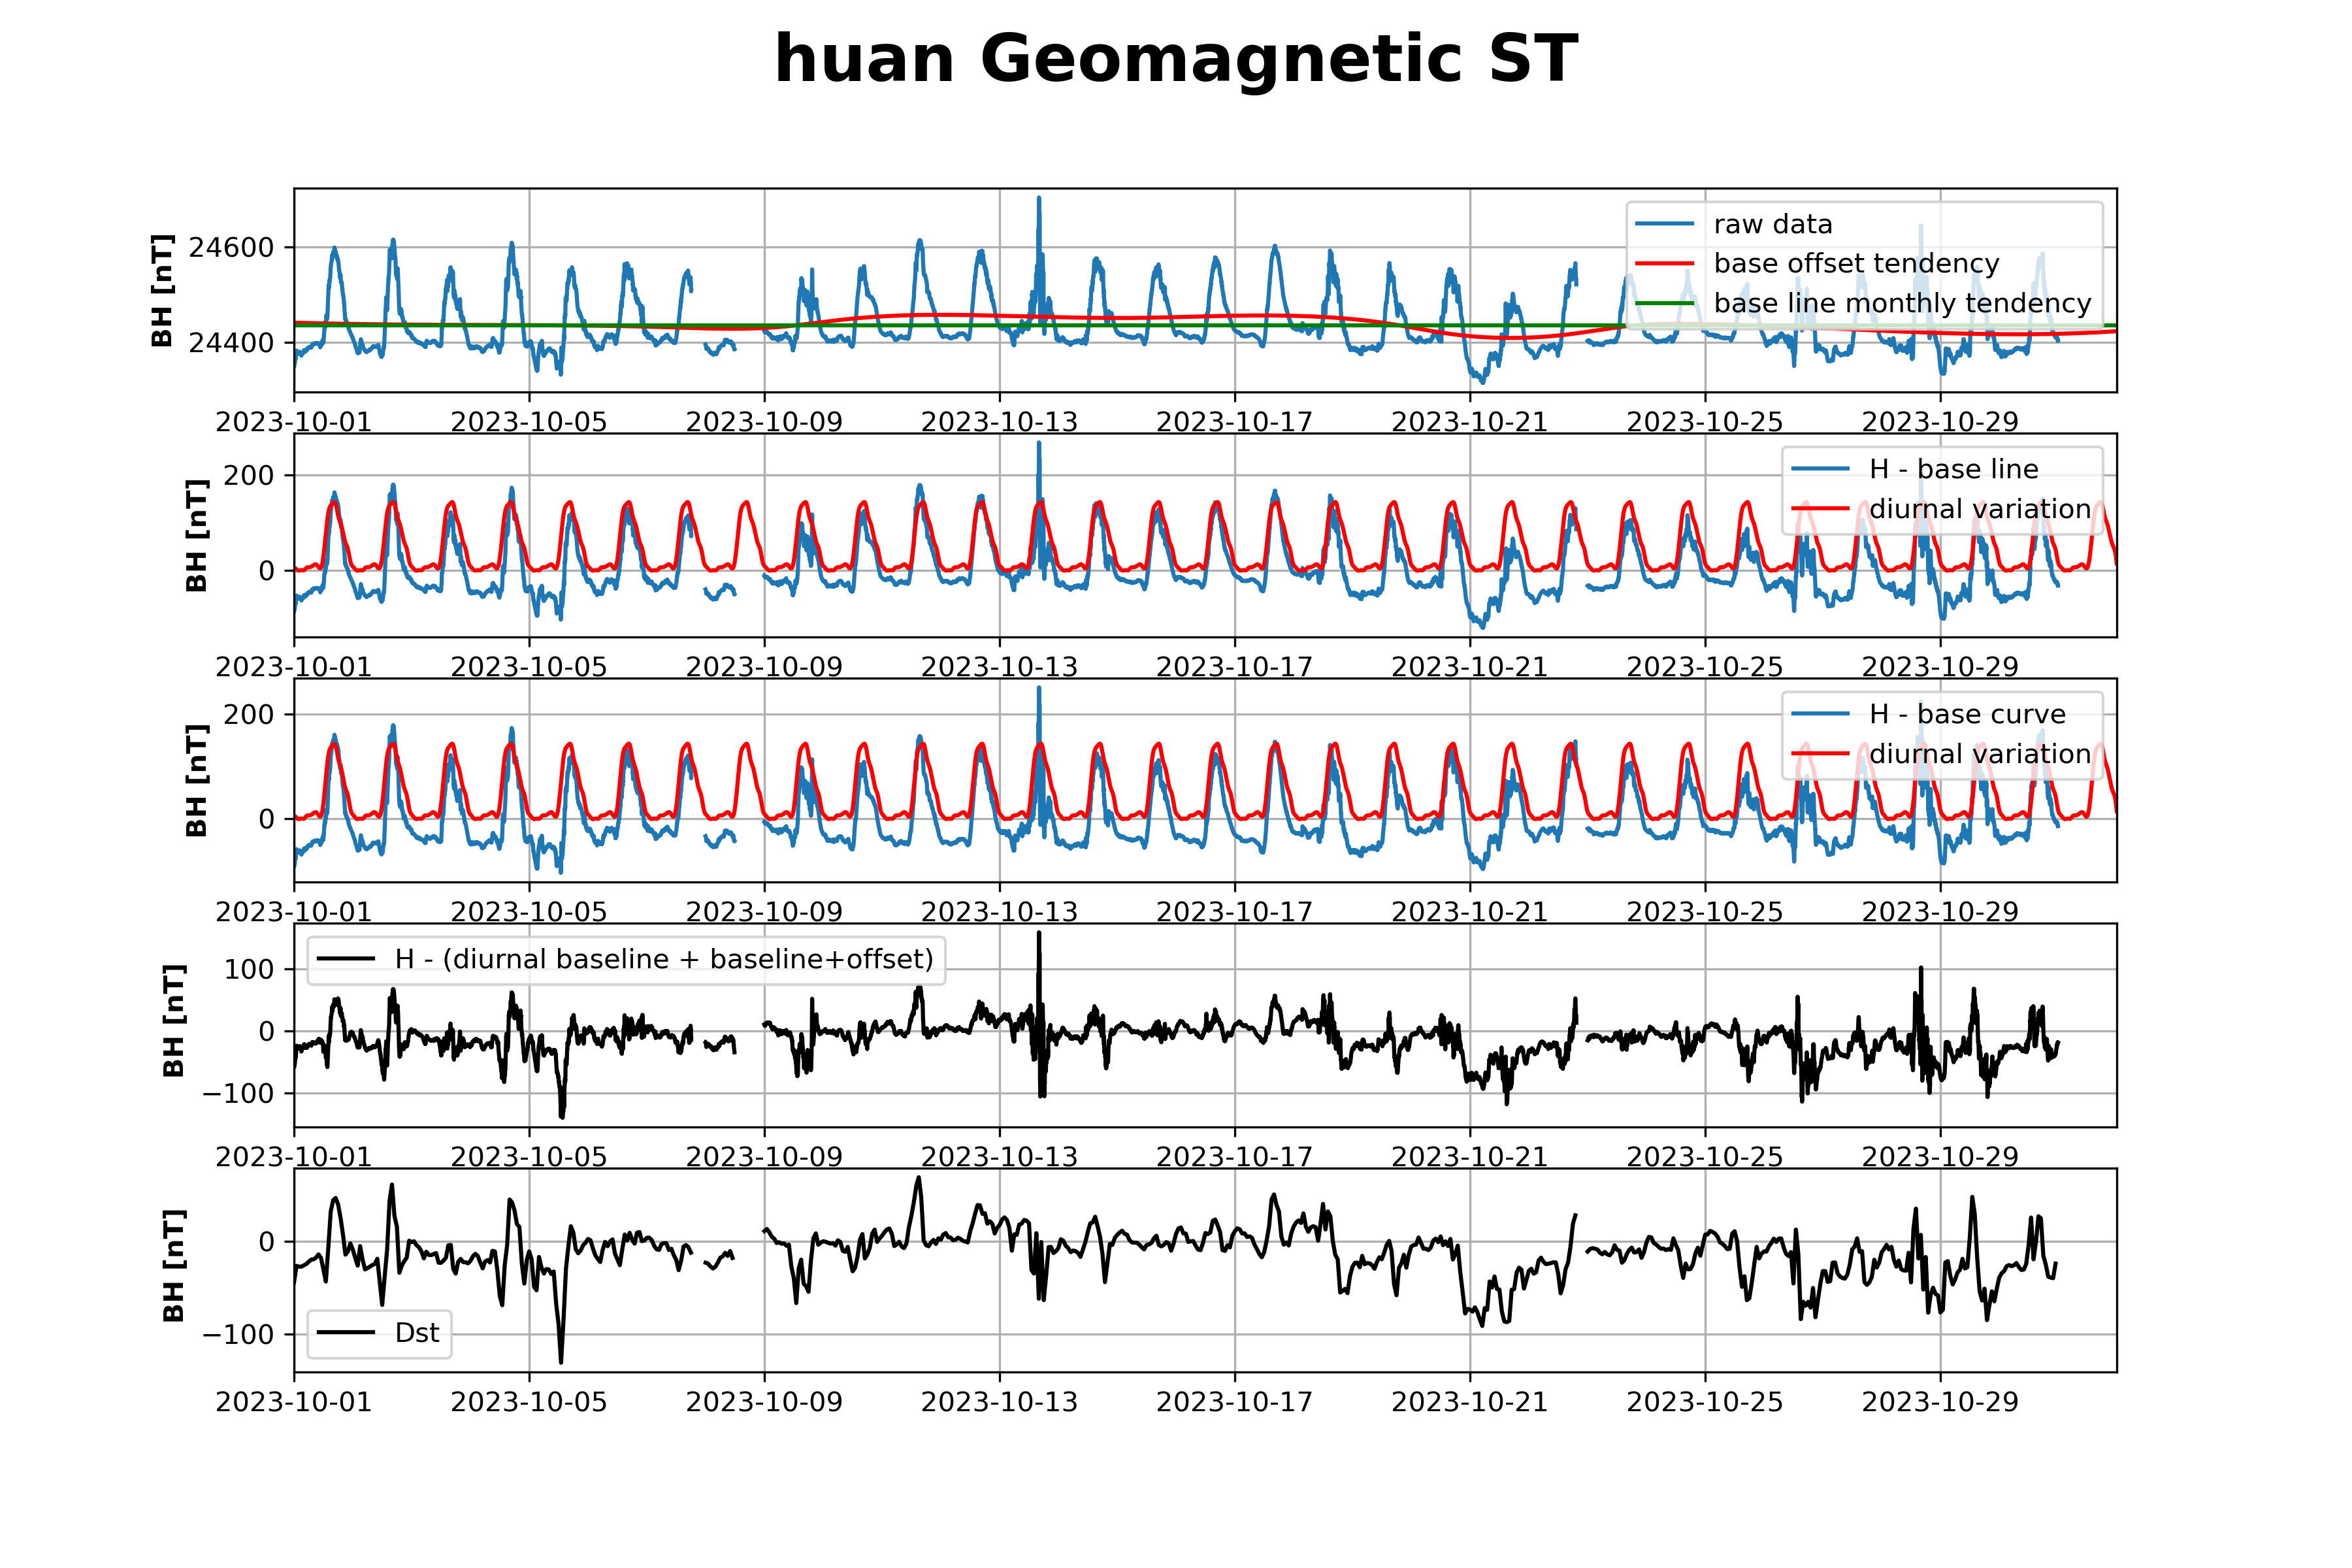 huan Geomagnetic ST
BH [nT]
24600
24400
raw data
base offset tendency
base line monthly tendency
2023-10-01 2023-10-05 2023-10-09 2023-10-13 2023-10-17 2023-10-21 2023-10-25 2023-10-29
BH [nT]
200
0
H - base line
diurnal variation
2023-10-01 2023-10-05 2023-10-09 2023-10-13 2023-10-17 2023-10-21 2023-10-25 2023-10-29
BH [nT]
200
0
H - base curve
diurnal variation
2023-10-01 2023-10-05 2023-10-09 2023-10-13 2023-10-17 2023-10-21 2023-10-25 2023-10-29
BH [nT]
100
0
−100
H - (diurnal baseline + baseline+offset)
2023-10-01 2023-10-05 2023-10-09 2023-10-13 2023-10-17 2023-10-21 2023-10-25 2023-10-29
BH [nT]
0
−100
Dst
2023-10-01 2023-10-05 2023-10-09 2023-10-13 2023-10-17 2023-10-21 2023-10-25 2023-10-29